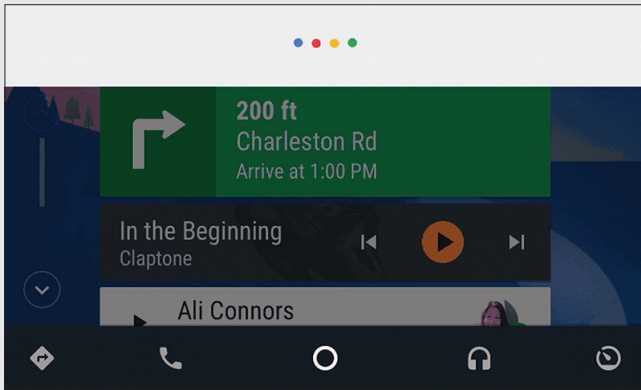 200 ft
Charleston Rd
Arrive at 1:00 PM
In the Beginning
Claptone
Ali Connors